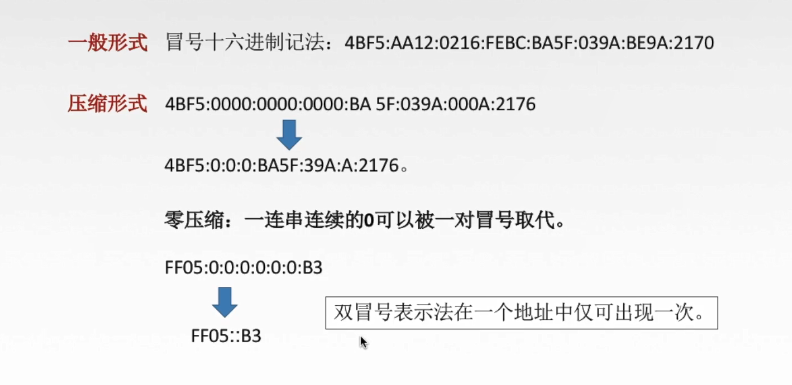 一般形式 冒号十六进制记法：4BF5:AA12:0216:FEBC:BA5F:039A:BE9A:2170
压缩形式 4BF5:0000:0000:0000:BA 5F:039A:000A:2176
4BF5:0:0:0:BA5F:39A:A:2176。
零压缩：一连串连续的0可以被一对冒号取代。
FF05:0:0:0:0:0:0:B3
双冒号表示法在一个地址中仅可出现一次。
FF05::B3